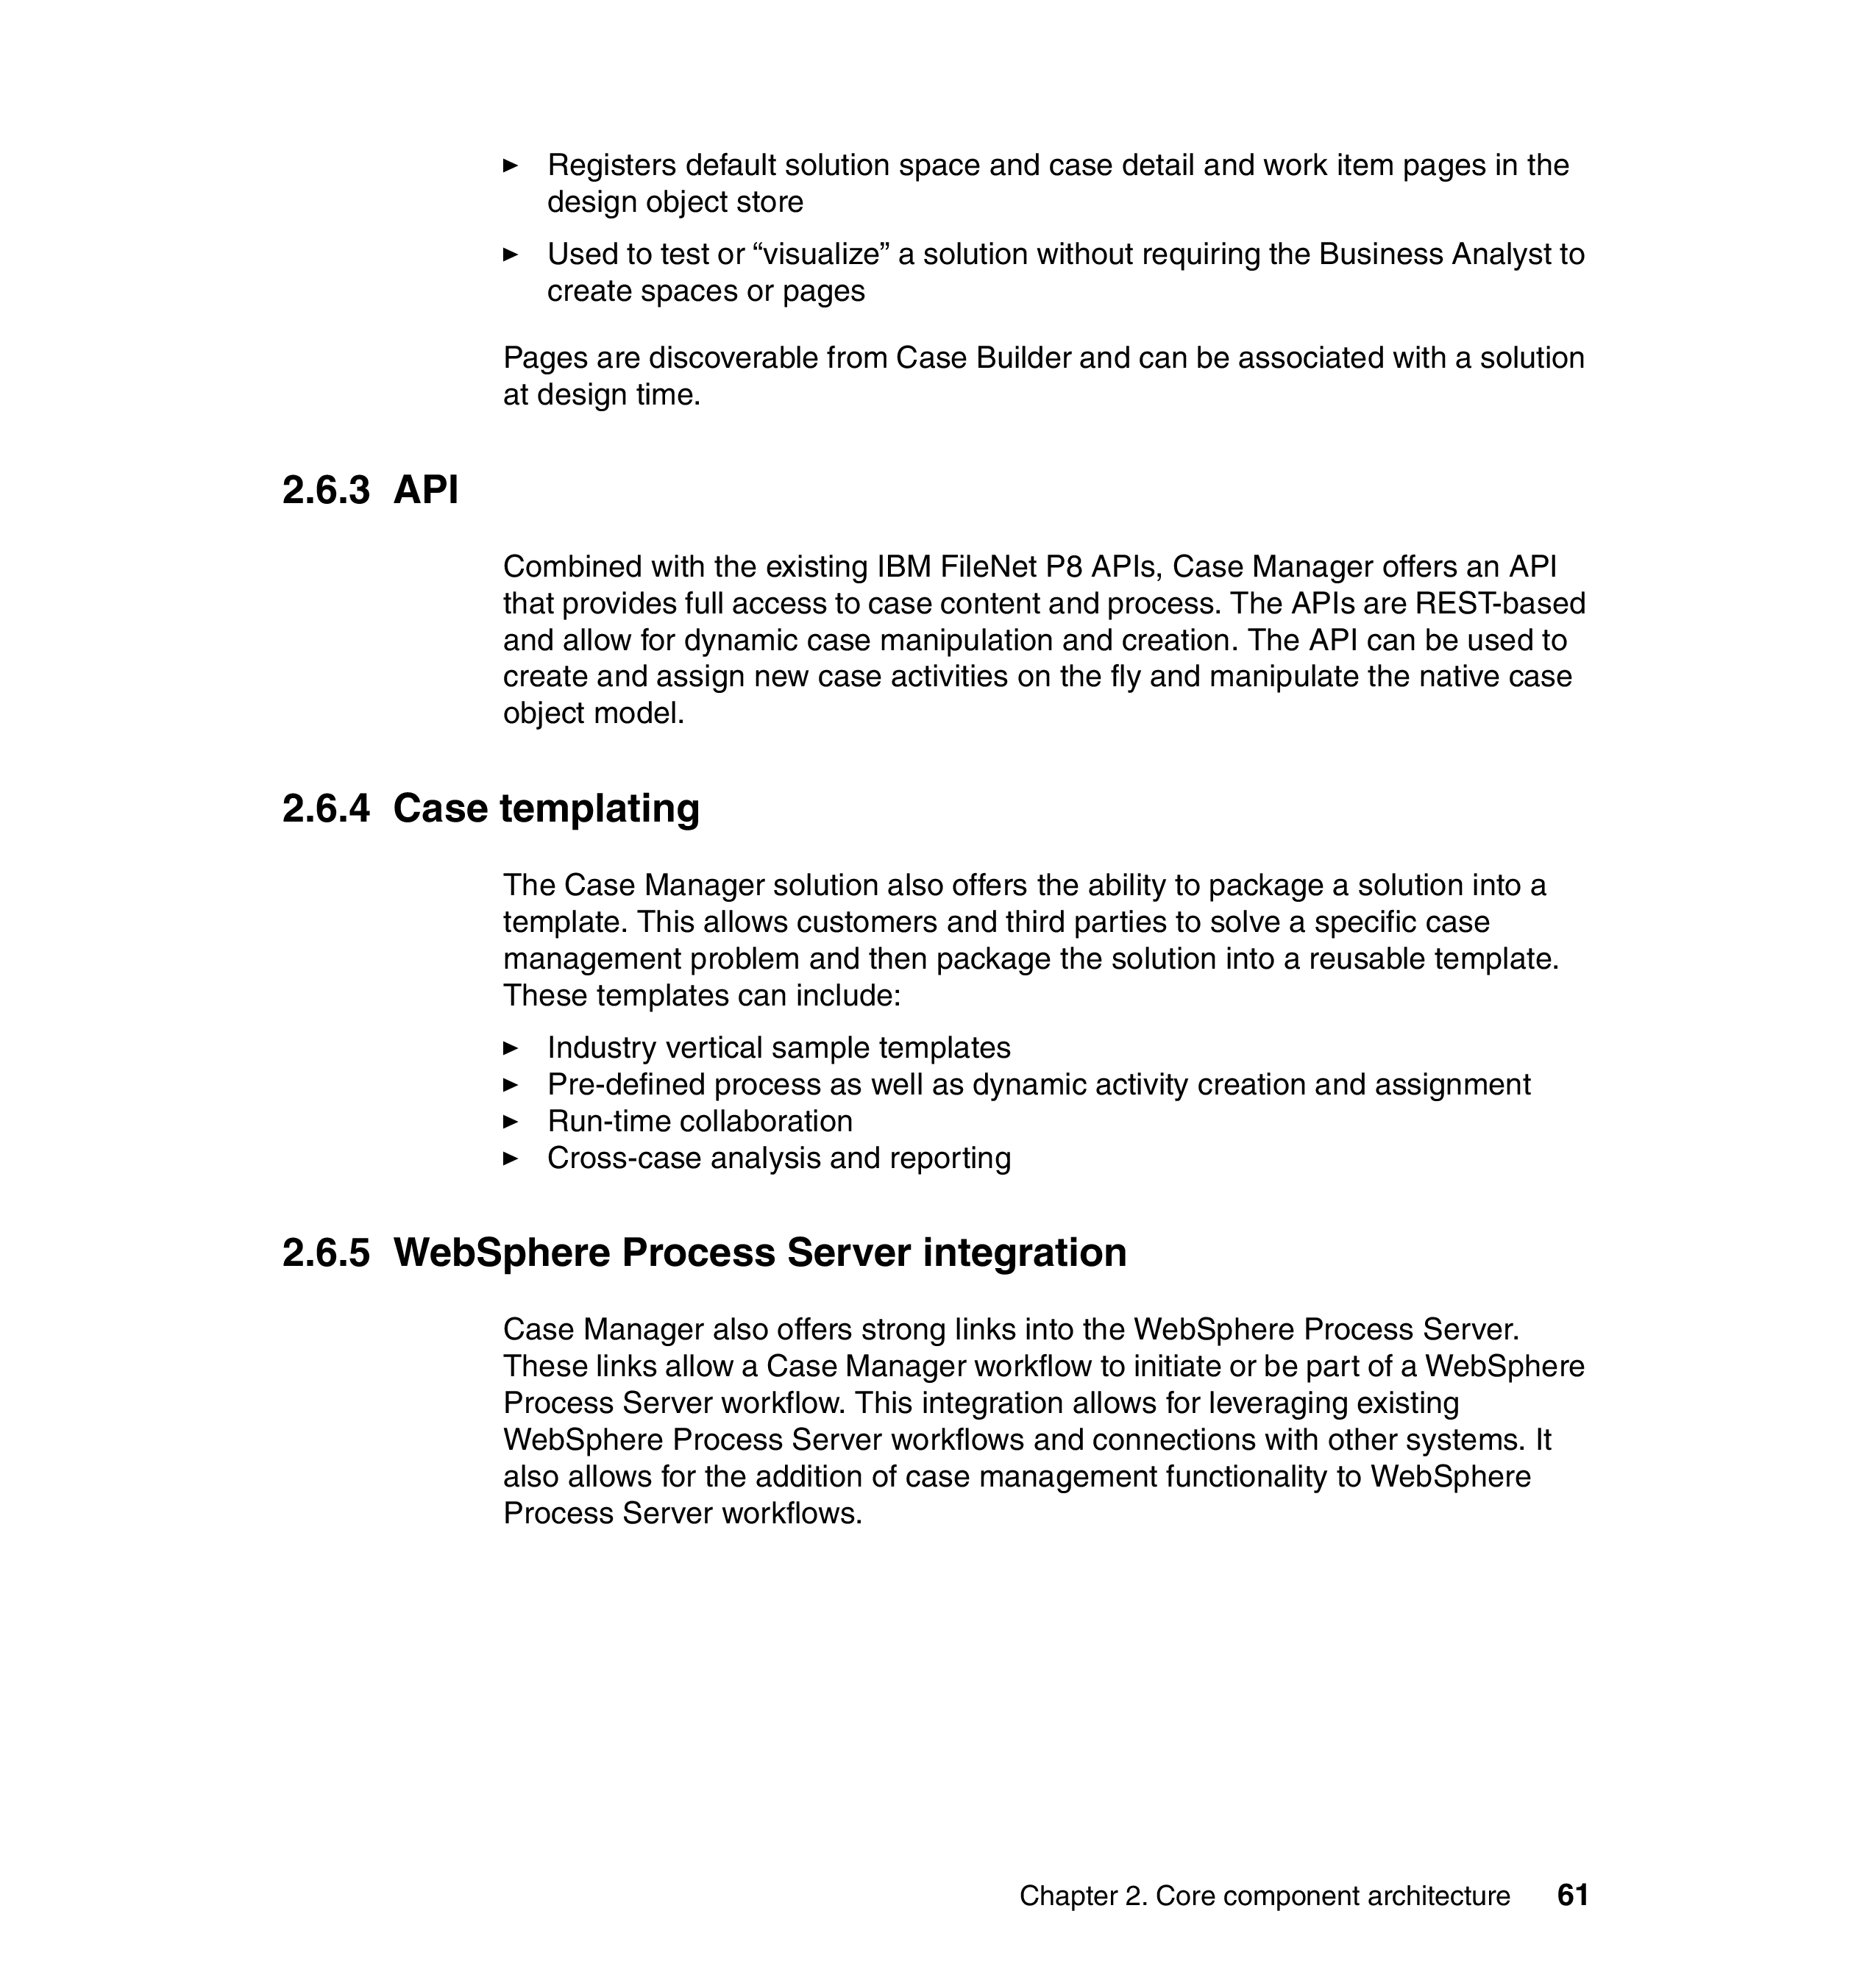 ► Registers default solution space and case detail and work item pages in the
design object store
► Used to test or “visualize” a solution without requiring the Business Analyst to
create spaces or pages
Pages are discoverable from Case Builder and can be associated with a solution
at design time.
2.6.3 API
Combined with the existing IBM FileNet P8 APIs, Case Manager offers an API
that provides full access to case content and process. The APIs are REST-based
and allow for dynamic case manipulation and creation. The API can be used to
create and assign new case activities on the fly and manipulate the native case
object model.
2.6.4 Case templating
The Case Manager solution also offers the ability to package a solution into a
template. This allows customers and third parties to solve a specific case
management problem and then package the solution into a reusable template.
These templates can include:
► Industry vertical sample templates
► Pre-defined process as well as dynamic activity creation and assignment
► Run-time collaboration
► Cross-case analysis and reporting
2.6.5 WebSphere Process Server integration
Case Manager also offers strong links into the WebSphere Process Server.
These links allow a Case Manager workflow to initiate or be part of a WebSphere
Process Server workflow. This integration allows for leveraging existing
WebSphere Process Server workflows and connections with other systems. It
also allows for the addition of case management functionality to WebSphere
Process Server workflows.
Chapter 2. Core component architecture 61